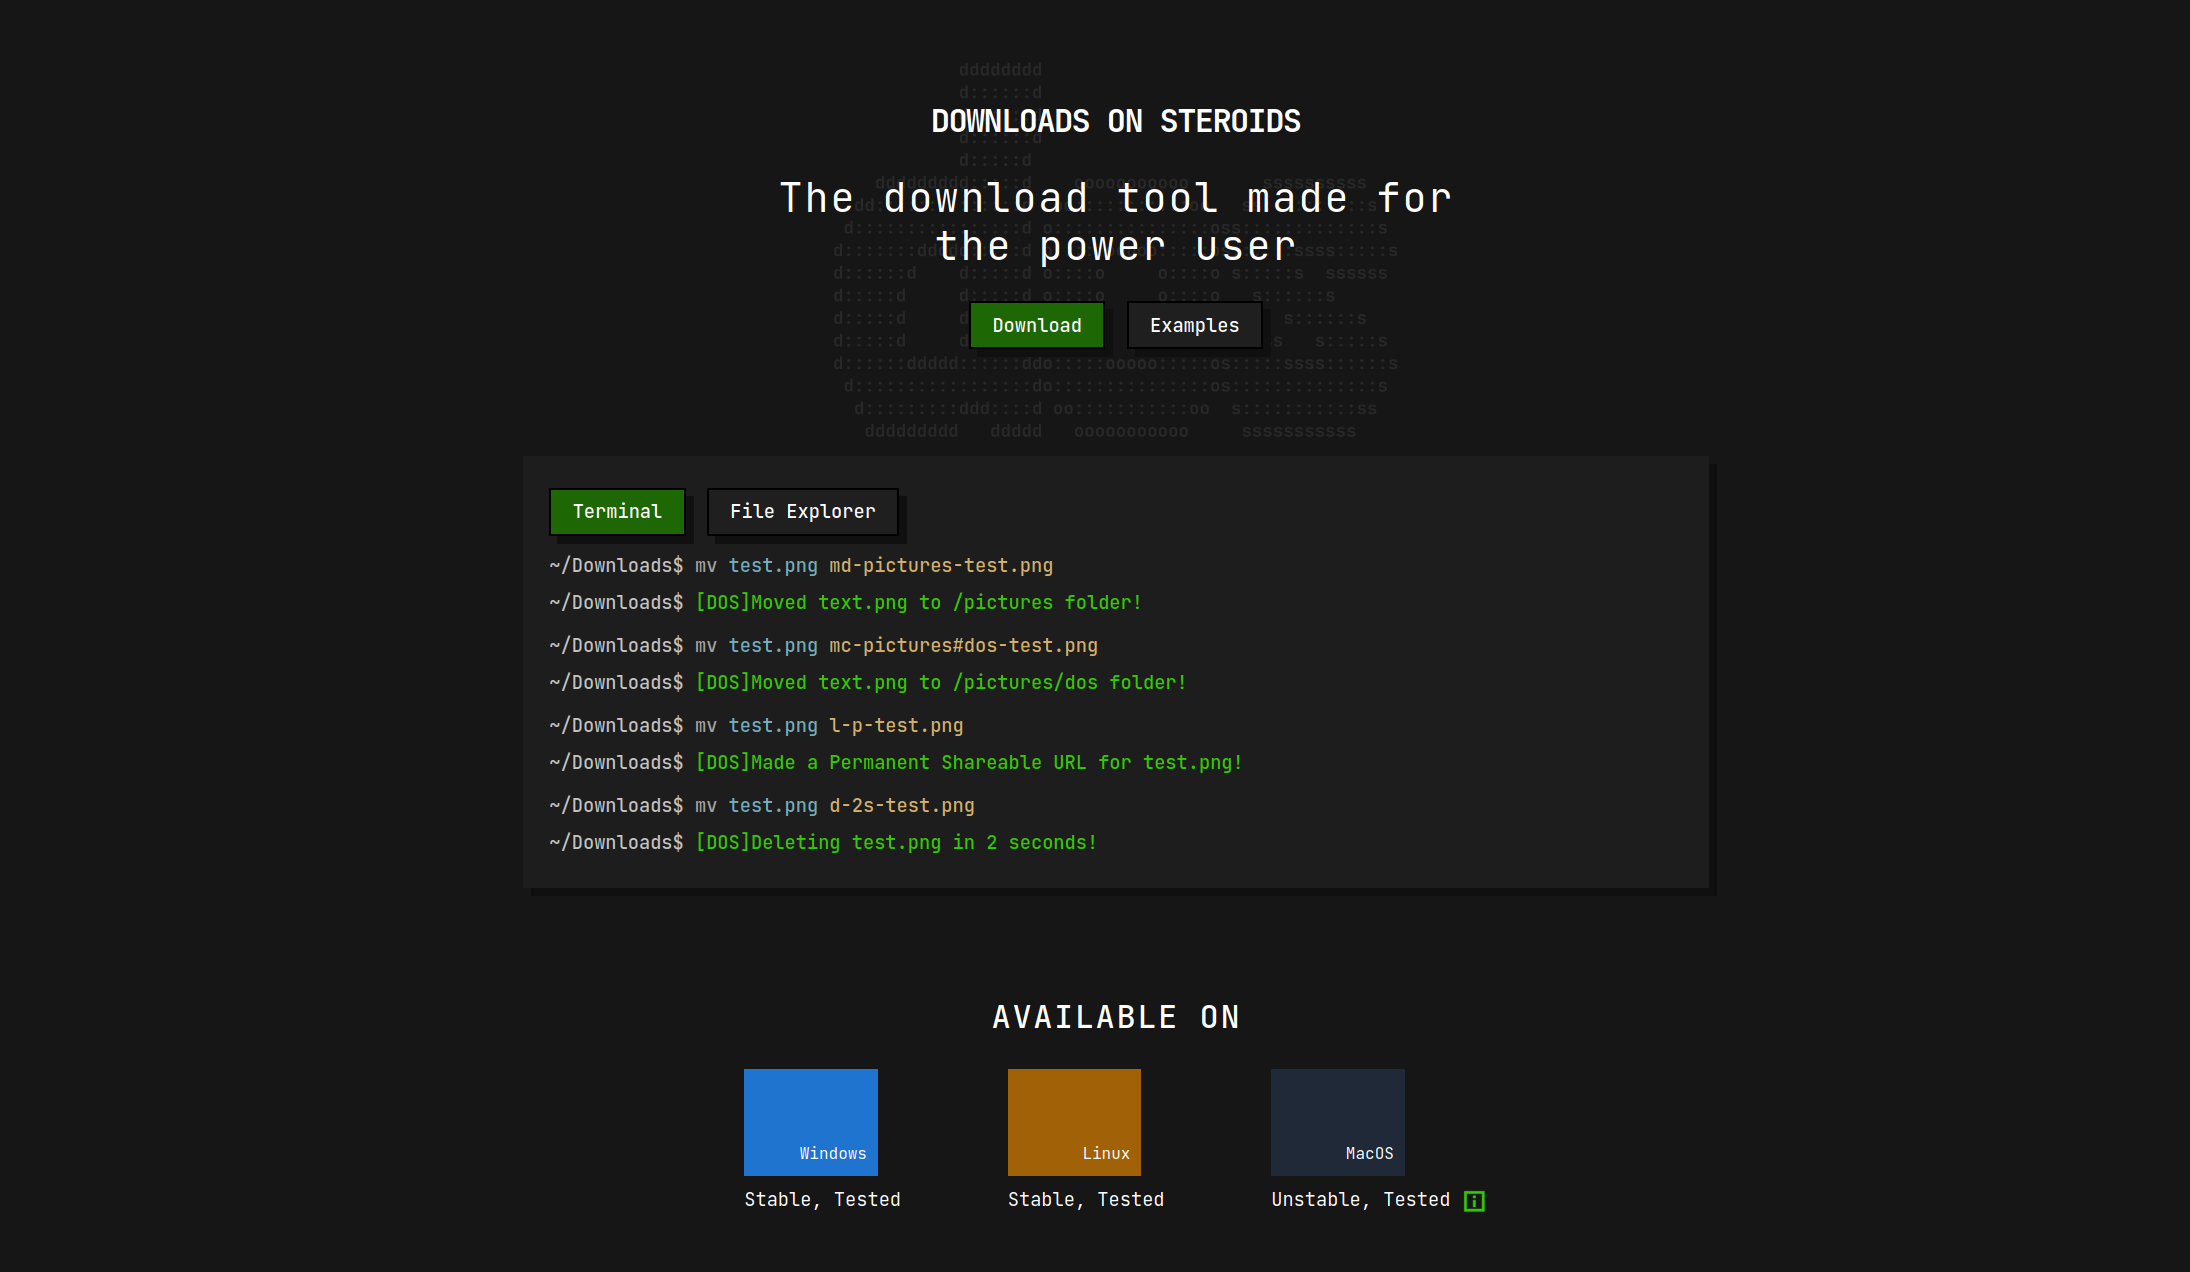 DOWNLOADS ON STEROIDS
The download tool made for
the power user
Download
Examples
Terminal
File Explorer
~/Downloads$ mv test.png md-pictures-test.png
~/Downloads$ [DOS]Moved text.png to /pictures folder!
~/Downloads$ mv test.png mc-pictures#dos-test.png
~/Downloads$ [DOS]Moved text.png to /pictures/dos folder!
~/Downloads$ mv test.png l-p-test.png
~/Downloads$ [DOS]Made a Permanent Shareable URL for test.png!
~/Downloads$ mv test.png d-2s-test.png
~/Downloads$ [DOS]Deleting test.png in 2 seconds!
AVAILABLE ON
Windows
Linux
MacOS
Stable, Tested
Stable, Tested
Unstable, Tested